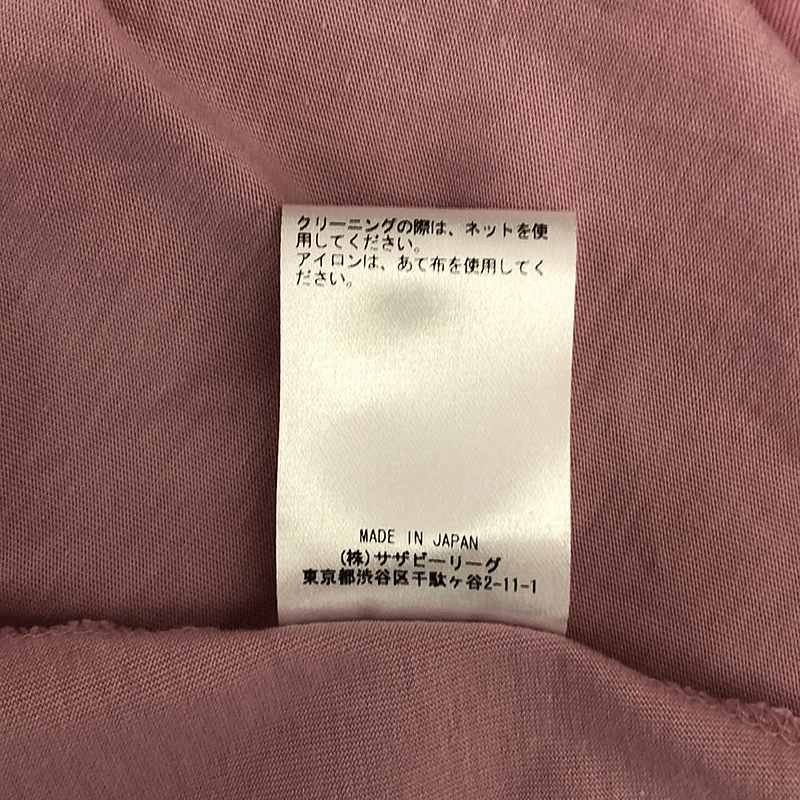 クリーニングの際は、ネットを使
用してください。
アイロンは、あて布を使用してく
ださい。
MADE IN JAPAN
(株)サザビーリーグ
東京都渋谷区千駄ヶ谷2-11-1